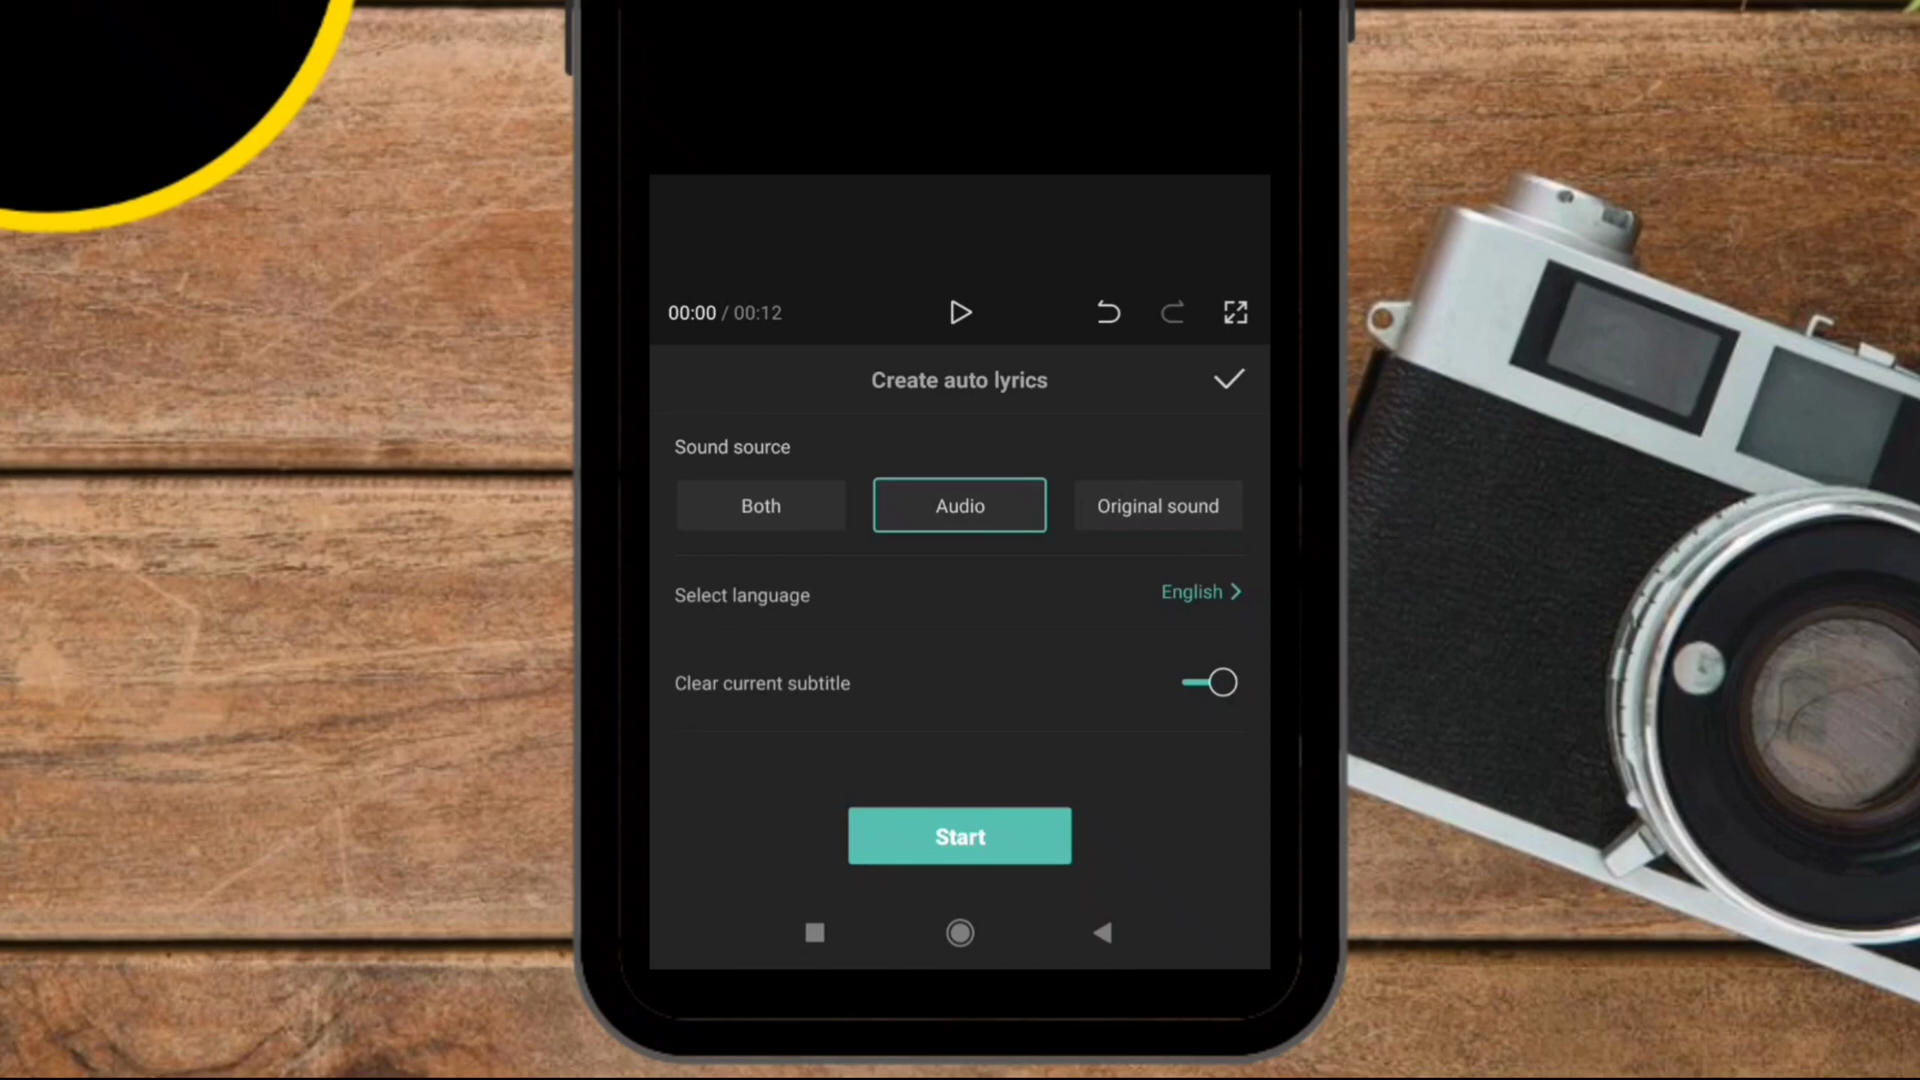 00:00 / 00:12
Create auto lyrics
Sound source
Both
Audio
Original sound
Select language
English
Clear current subtitle
Start